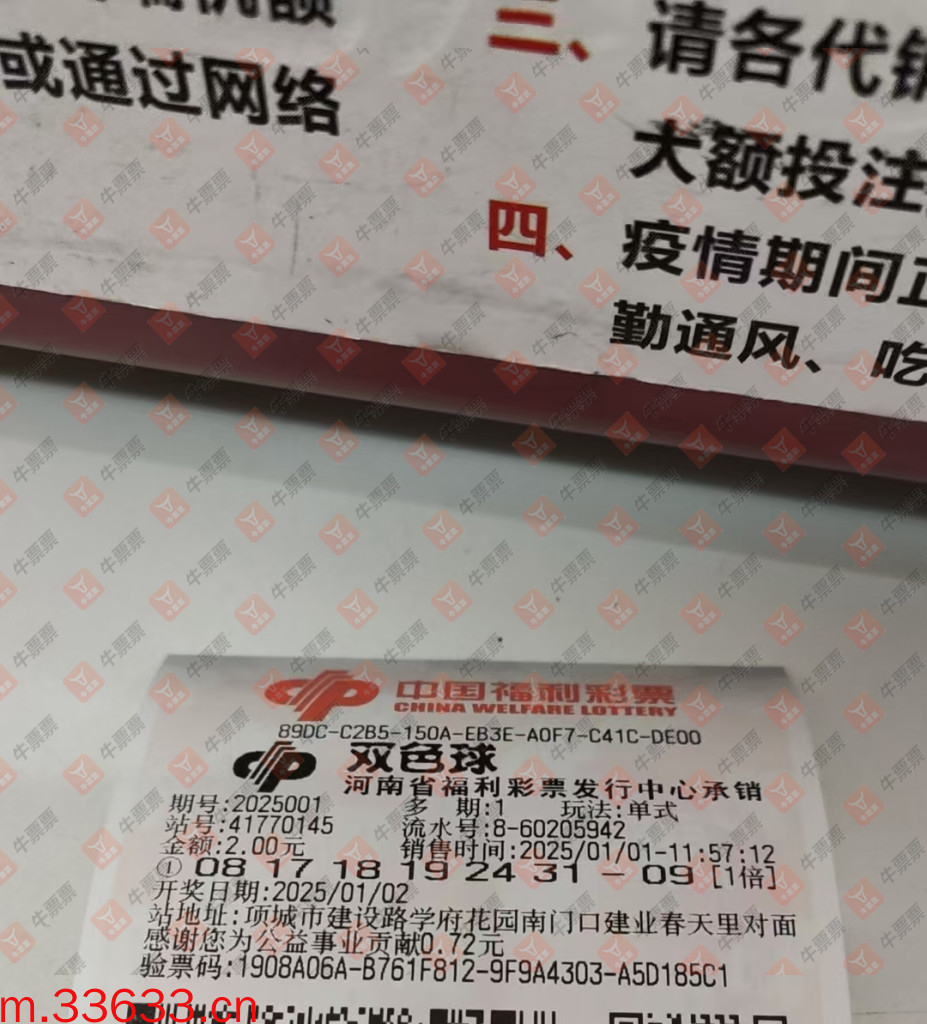 或通过网络
三、请各代销
大额投注
四、疫情期间正
勤通风、吃
中国福利彩票
CHINA WELFARE LOTTERY
89DC-C2B5-150A-EB3E-A0F7-C41C-DE00
双色球
河南省福利彩票发行中心承销
期号:2025001 多 期:1 玩法:单式
站号:41770145 流水号:8-60205942
金额:2.00元 销售时间:2025/01/01-11:57:12
① 08 17 18 19 24 31 - 09 [1倍]
开奖日期:2025/01/02
站地址:项城市建设路学府花园南门口建业春天里对面
感谢您为公益事业贡献0.72元
验票码:1908A06A-B761F812-9F9A4303-A5D185C1
m.33633.cn
牛票票